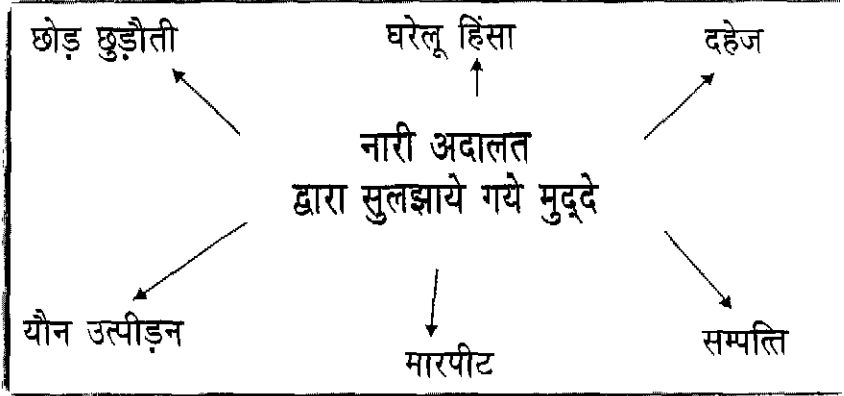 छोड़ छुड़ौती
घरेलू हिंसा
दहेज
नारी अदालत
द्वारा सुलझाये गये मुद्दे
यौन उत्पीड़न
मारपीट
सम्पत्ति